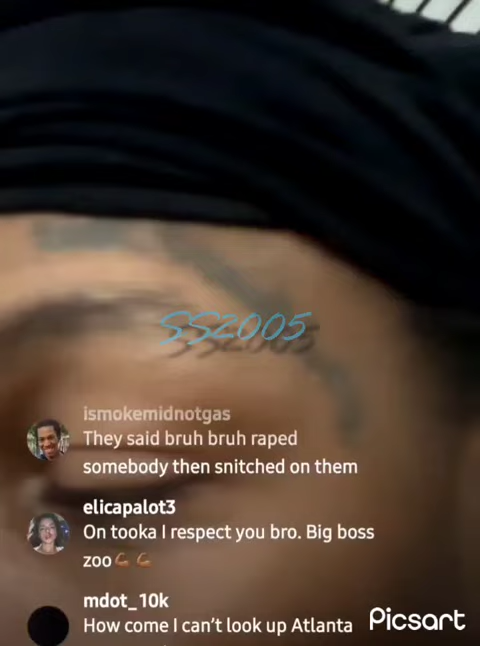 SS2005
ismokemidnotgas
They said bruh bruh raped
somebody then snitched on them
elicapalot3
On tooka I respect you bro. Big boss
zoo💪🏾💪🏾
mdot_10k
How come I can't look up Atlanta
Picsart